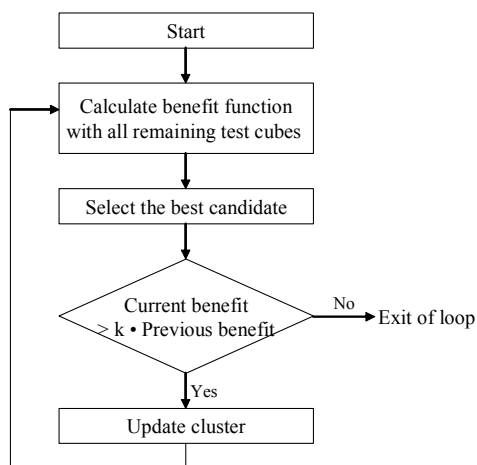 Start
Calculate benefit function
with all remaining test cubes
Select the best candidate
Current benefit
> k • Previous benefit
No
Exit of loop
Yes
Update cluster